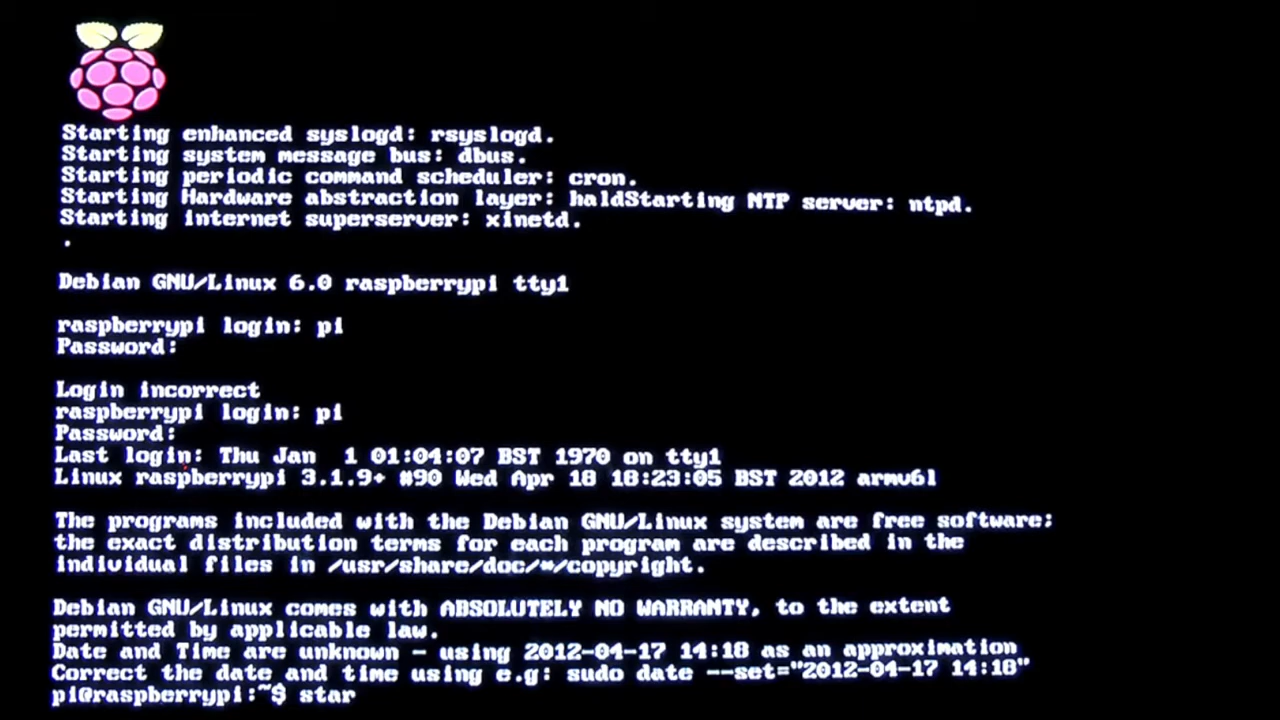 Starting enhanced syslogd: rsyslogd.
Starting system message bus: dbus.
Starting periodic command scheduler: cron.
Starting Hardware abstraction layer: haldStarting NTP server: ntpd.
Starting internet superserver: xinetd.
.
Debian GNU/Linux 6.0 raspberrypi tty1
raspberrypi login: pi
Password:
Login incorrect
raspberrypi login: pi
Password:
Last login: Thu Jan  1 01:04:07 BST 1970 on tty1
Linux raspberrypi 3.1.9+ #90 Wed Apr 18 18:23:05 BST 2012 armv6l
The programs included with the Debian GNU/Linux system are free software;
the exact distribution terms for each program are described in the
individual files in /usr/share/doc/*/copyright.
Debian GNU/Linux comes with ABSOLUTELY NO WARRANTY, to the extent
permitted by applicable law.
Date and Time are unknown - using 2012-04-17 14:18 as an approximation
Correct the date and time using e.g: sudo date --set="2012-04-17 14:18"
pi@raspberrypi:~$ star